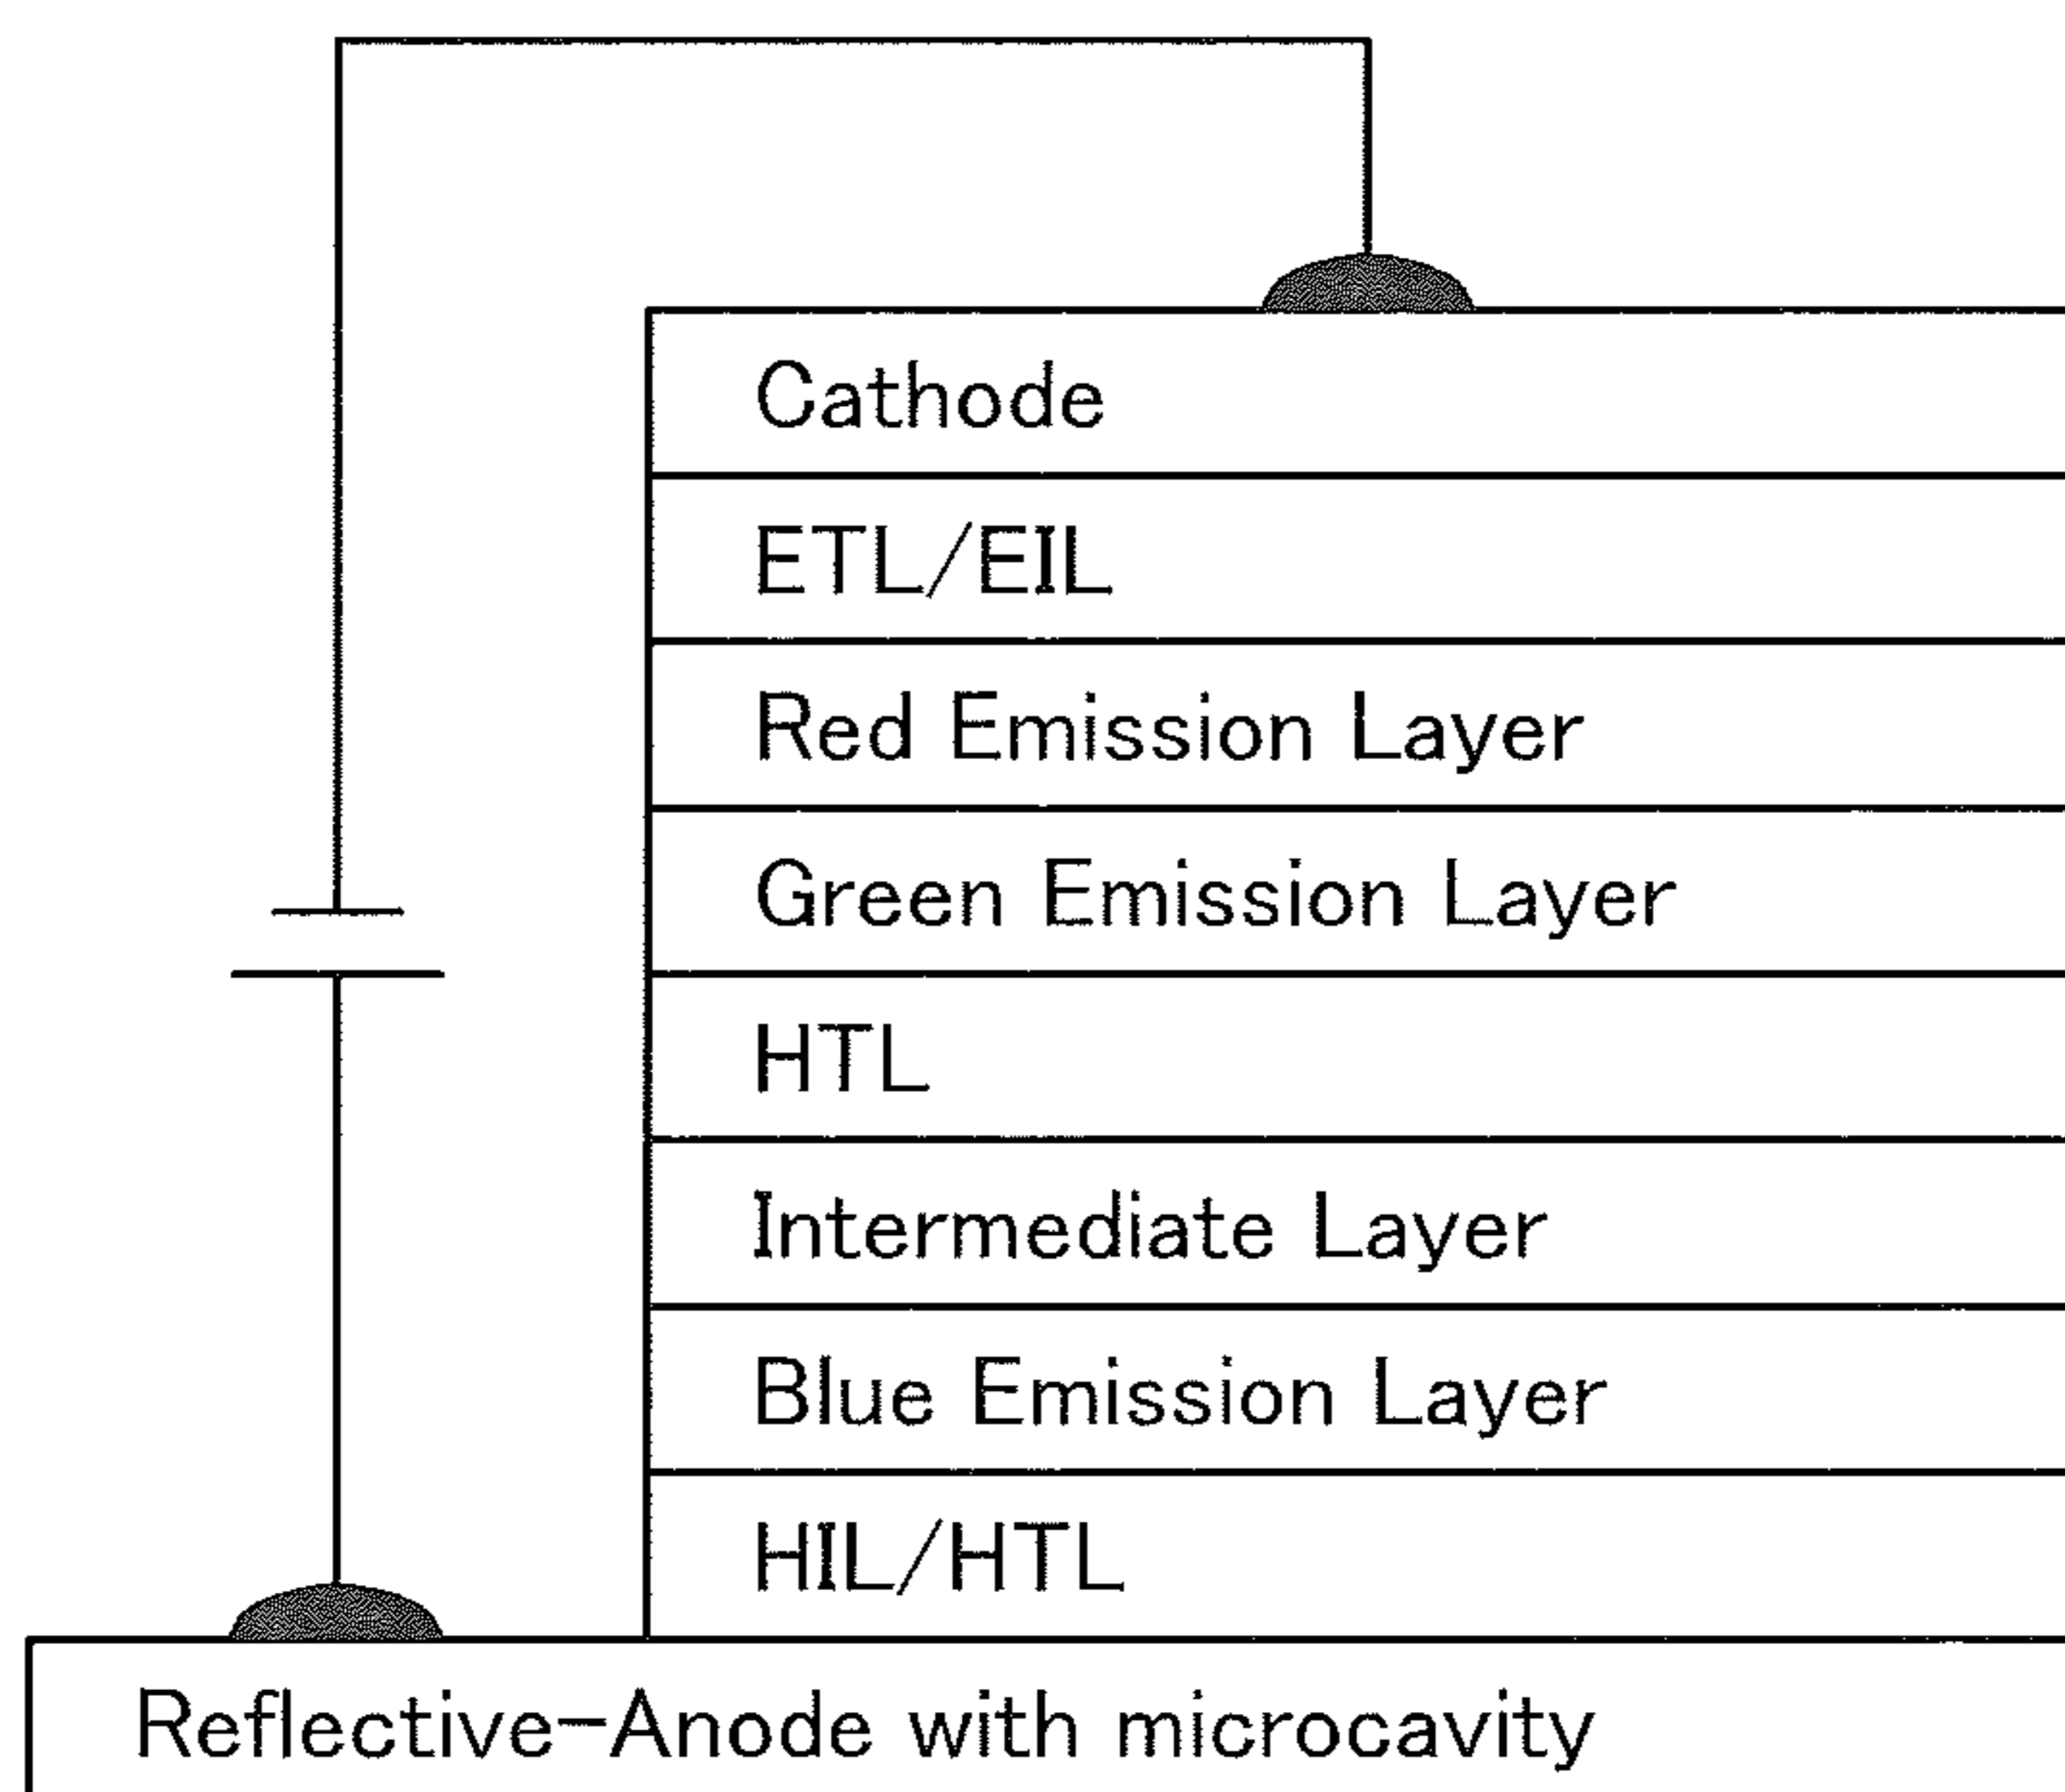 Cathode
ETL/EIL
Red Emission Layer
Green Emission Layer
HTL
Intermediate Layer
Blue Emission Layer
HIL/HTL
Reflective-Anode with microcavity